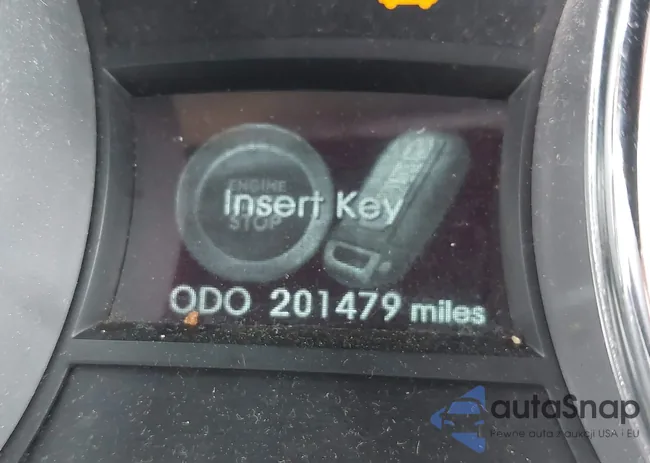 ENGINE
Insert Key
STOP
ODO 201479 miles
autaSnap
Pewne auta z aukcji USA i EU